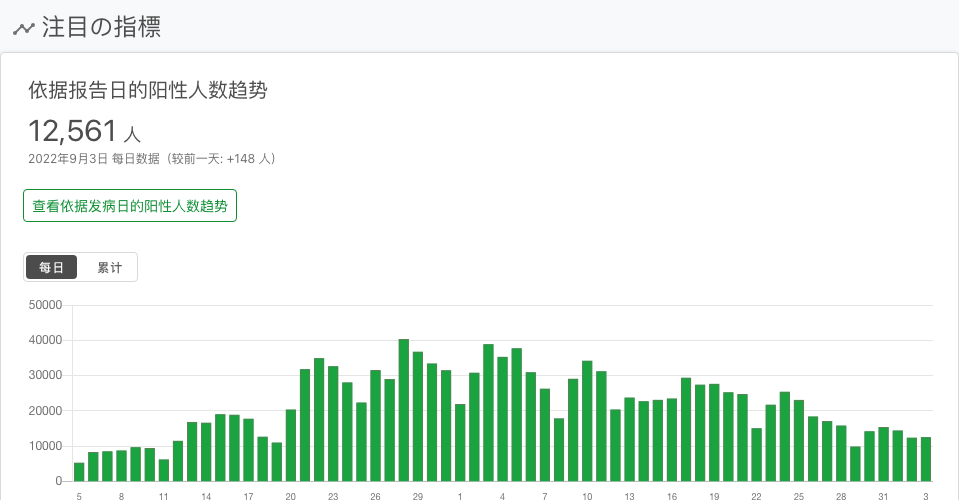 注目の指標
依据报告日的阳性人数趋势
12,561 人
2022年9月3日 每日数据（较前一天: +148 人）
查看依据发病日的阳性人数趋势
每日 累计
50000
40000
30000
20000
10000
0
5 8 11 14 17 20 23 26 29 1 4 7 10 13 16 19 22 25 28 31 3